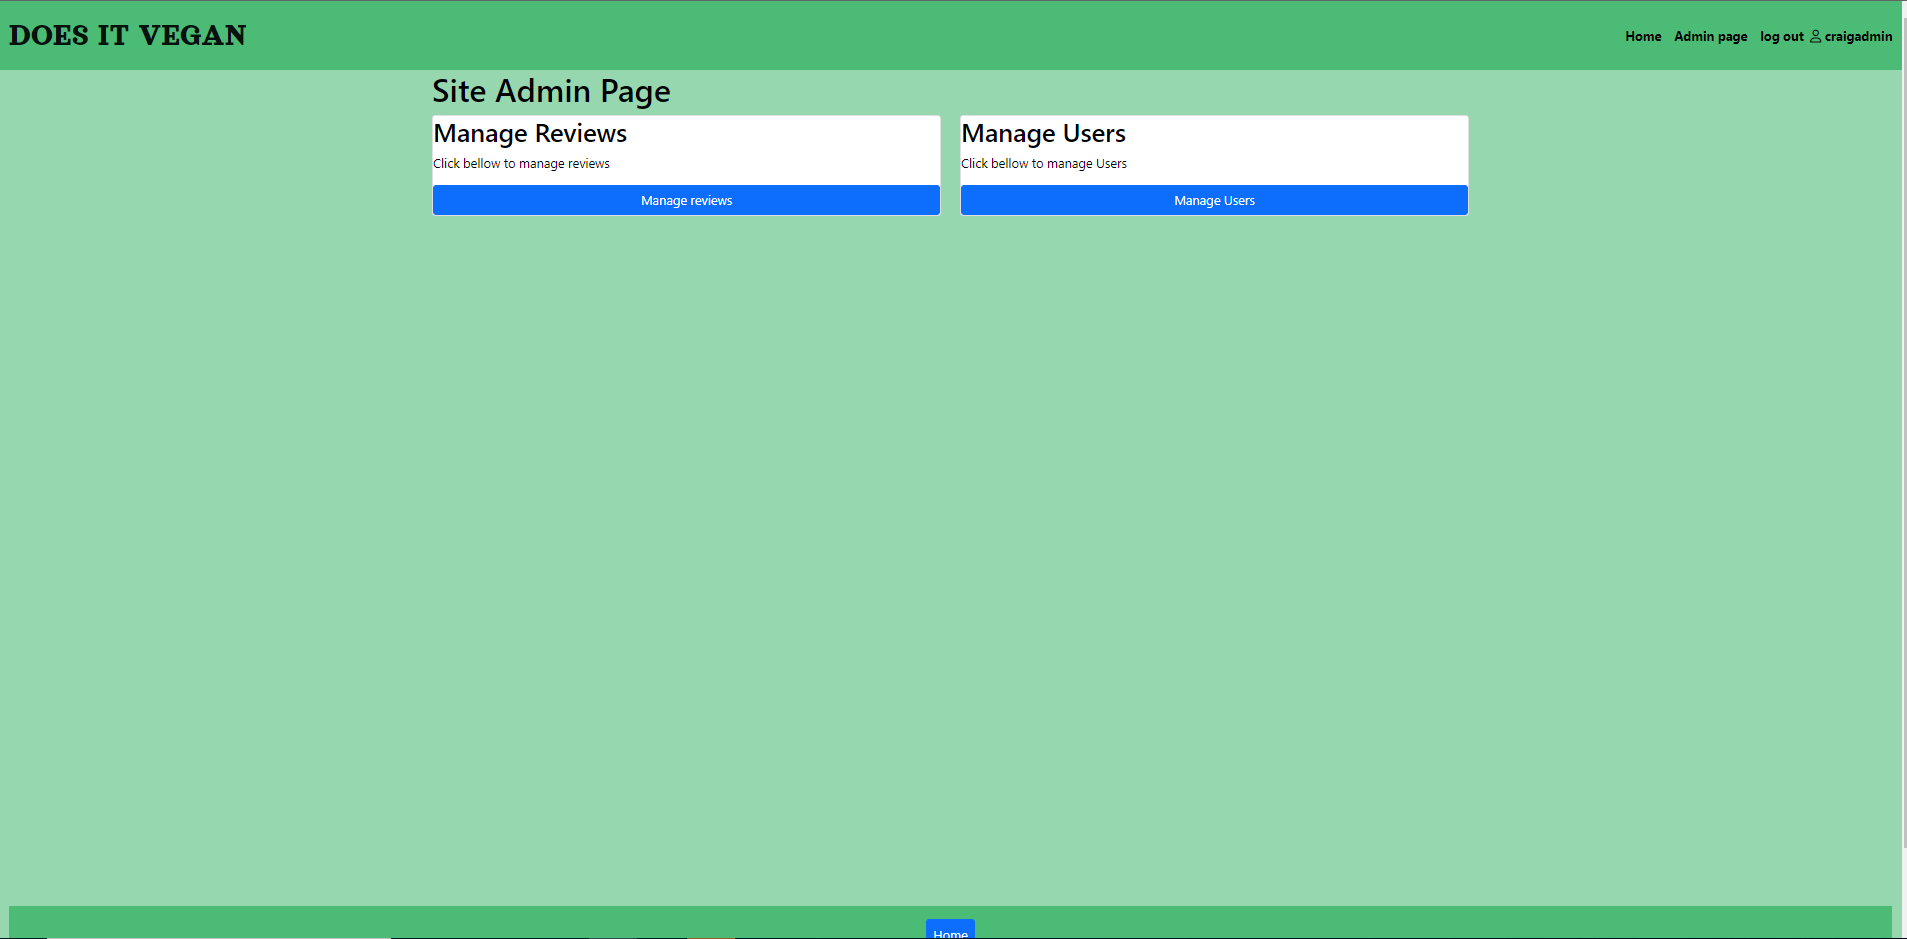 DOES IT VEGAN
Home Admin page log out craigadmin
Site Admin Page
Manage Reviews
Click bellow to manage reviews
Manage reviews
Manage Users
Click bellow to manage Users
Manage Users
Home